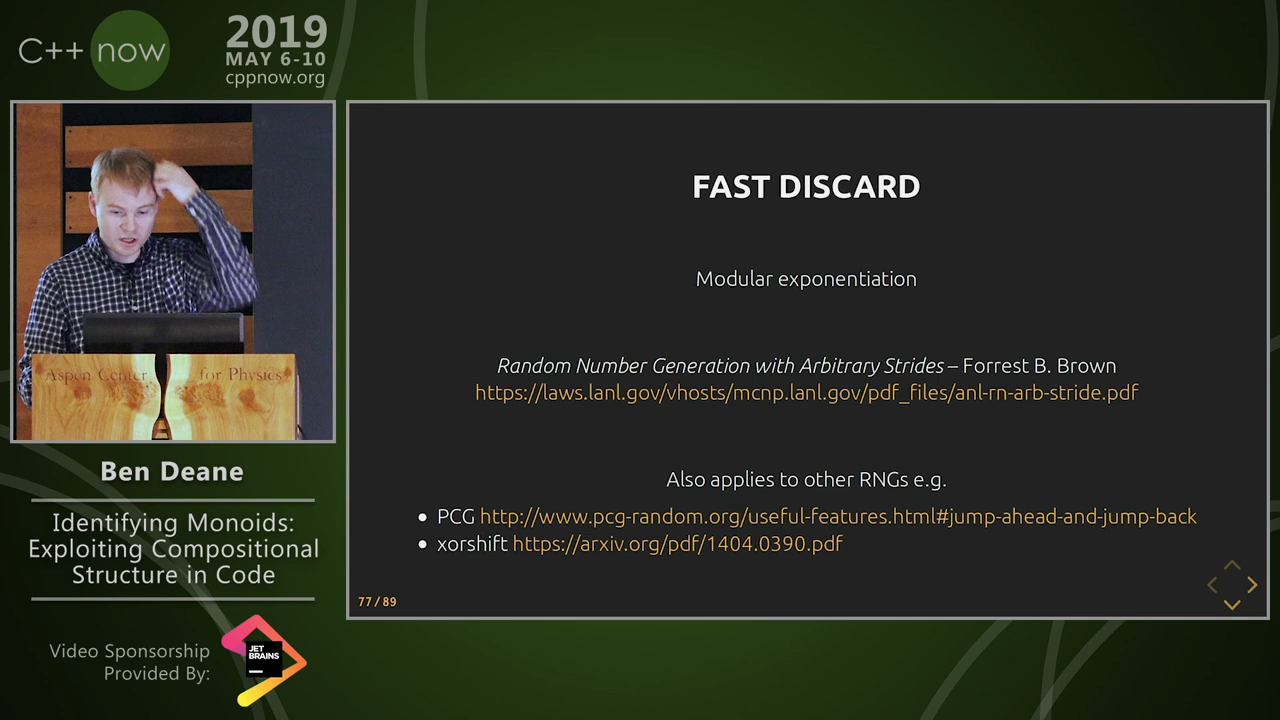 C++ now
2019
MAY 6-10
cppnow.org
Aspen Center for Physics
Ben Deane
Identifying Monoids:
Exploiting Compositional
Structure in Code
Video Sponsorship
Provided By:
JET
BRAINS
FAST DISCARD
Modular exponentiation
Random Number Generation with Arbitrary Strides – Forrest B. Brown
https://laws.lanl.gov/vhosts/mcnp.lanl.gov/pdf_files/anl-rn-arb-stride.pdf
Also applies to other RNGs e.g.
• PCG http://www.pcg-random.org/useful-features.html#jump-ahead-and-jump-back
• xorshift https://arxiv.org/pdf/1404.0390.pdf
77 / 89